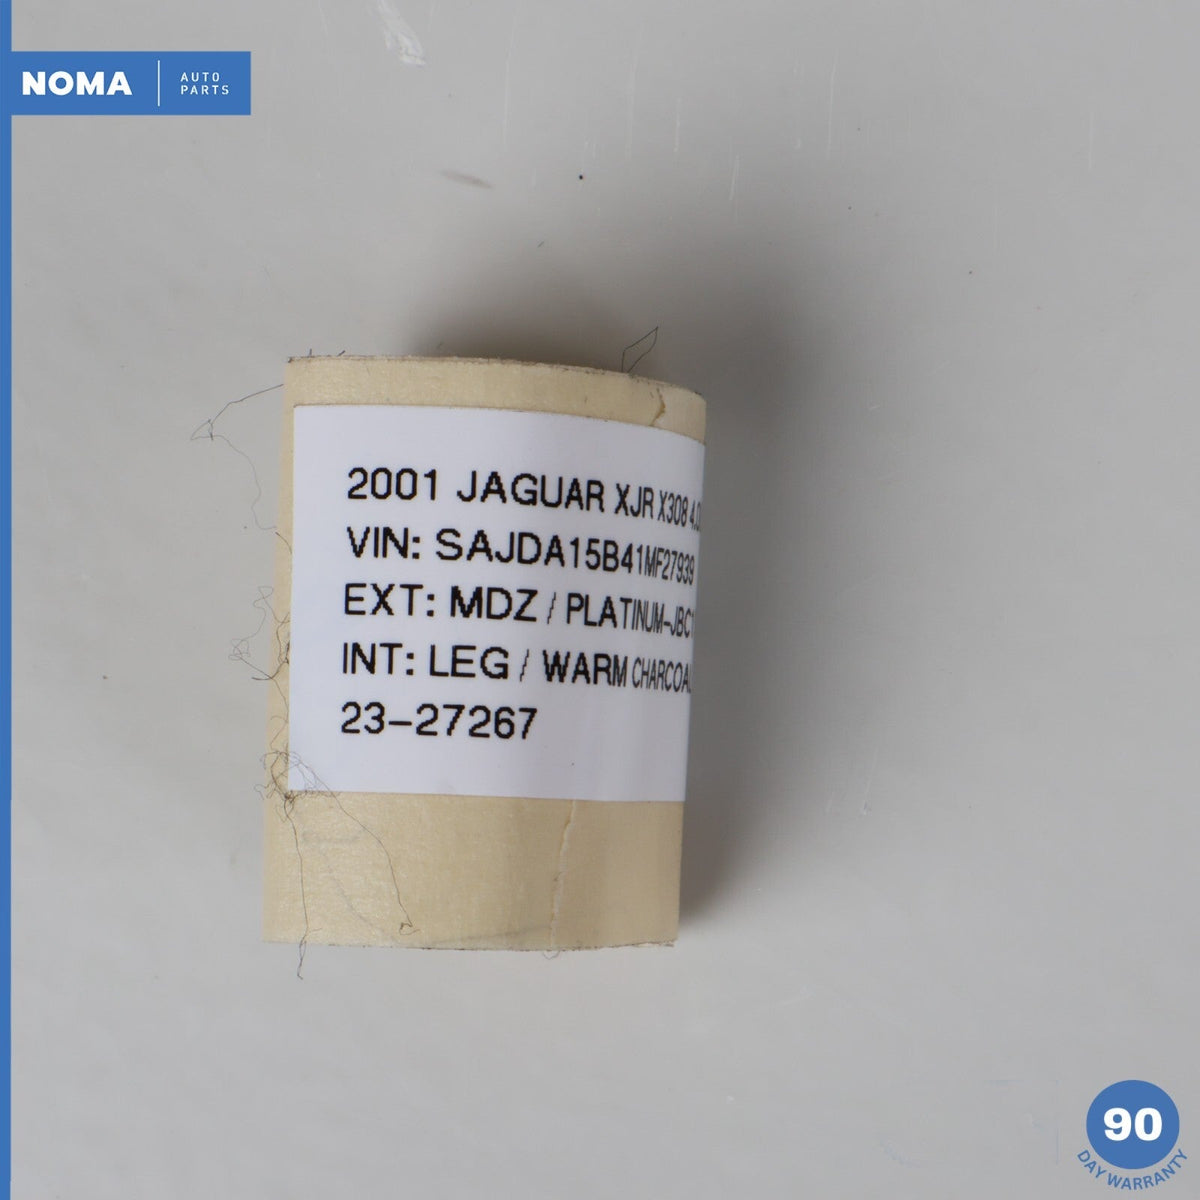 NOMA
AUTO
PARTS
2001 JAGUAR XJR X308 4.0
VIN: SAJDA15B41MF27939
EXT: MDZ / PLATINUM-JBC1
INT: LEG / WARM CHARCOAL
23-27267
90
DAY WARRANTY